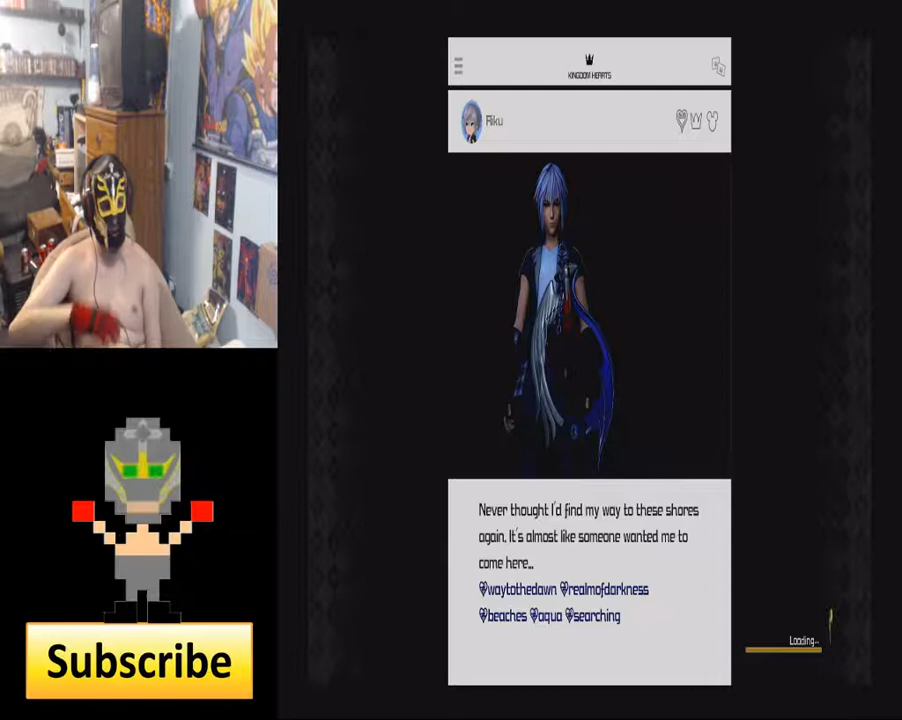 KINGDOM HEARTS
Riku
Never thought I'd find my way to these shores
again. It's almost like someone wanted me to
come here...
waytothedawn realmofdarkness
beaches aqua searching
Loading...
Subscribe